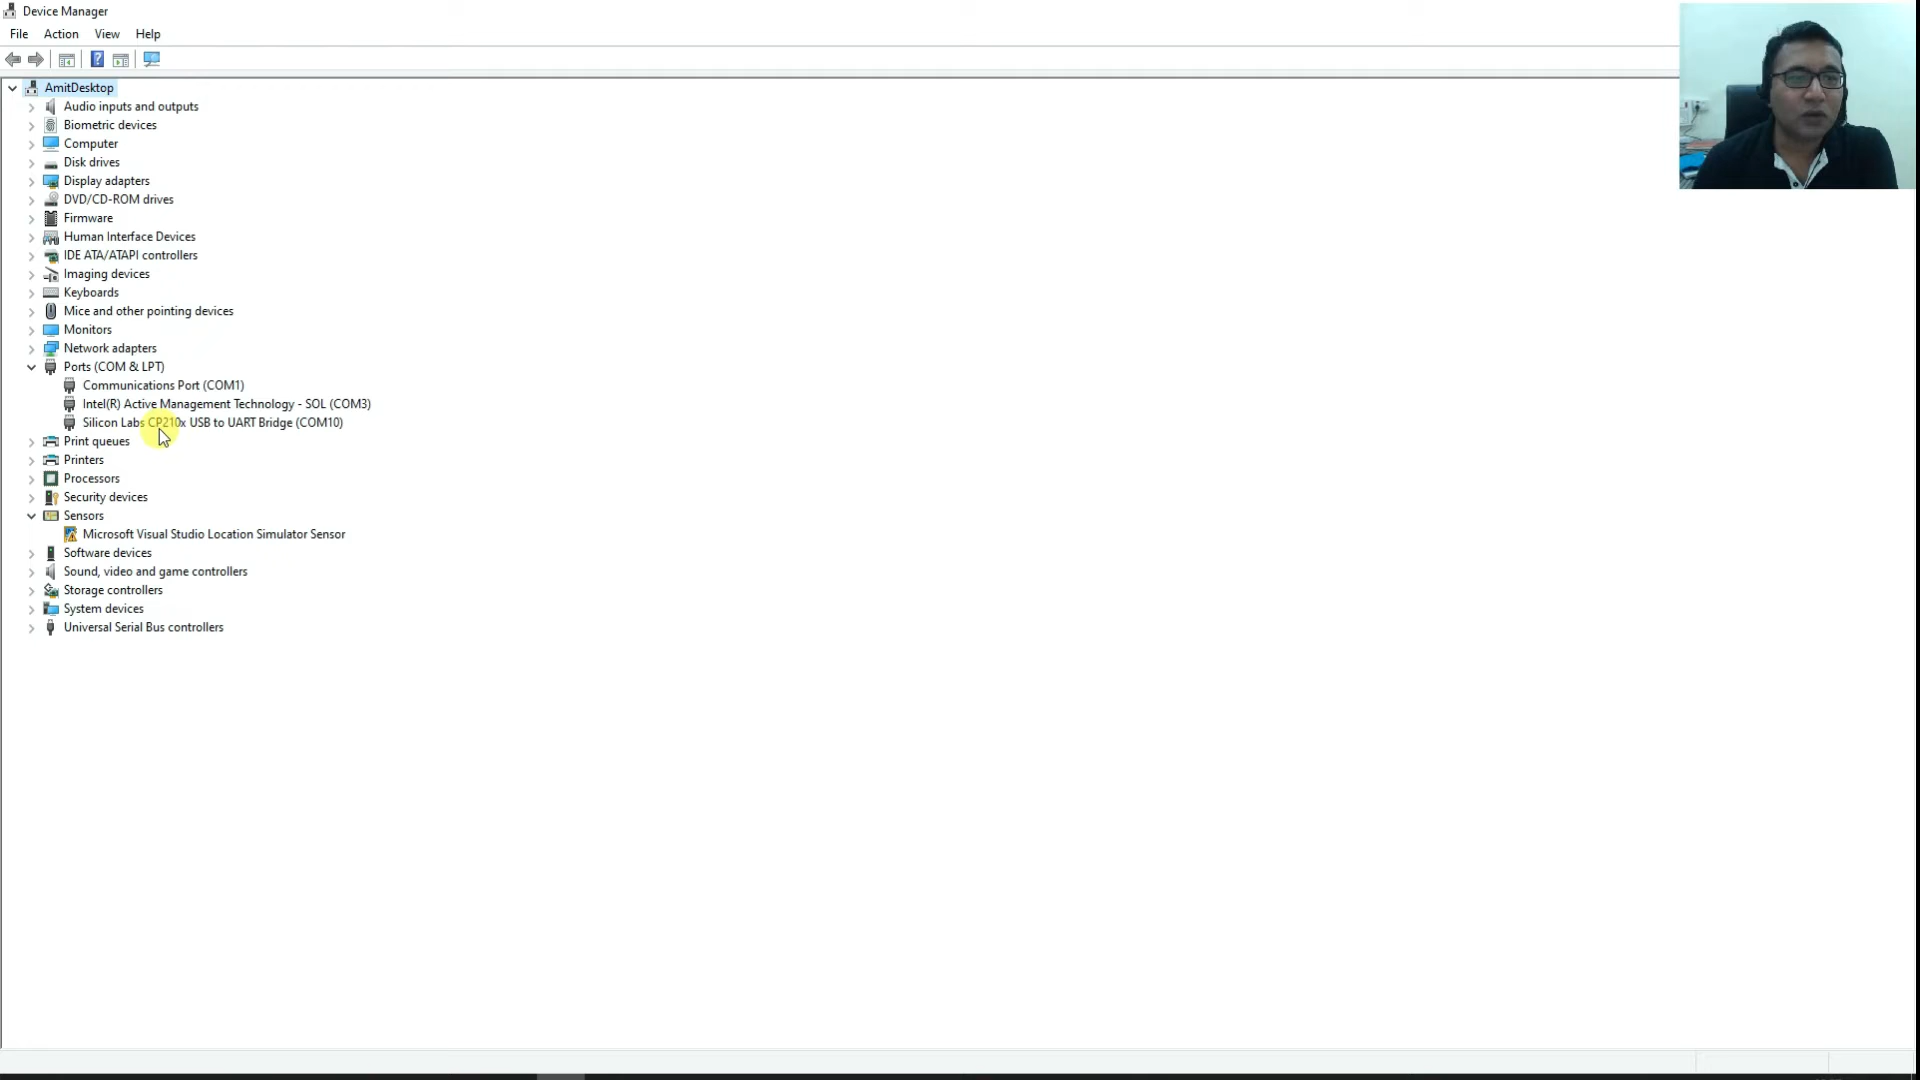 Device Manager
File Action View Help
AmitDesktop
Audio inputs and outputs
Biometric devices
Computer
Disk drives
Display adapters
DVD/CD-ROM drives
Firmware
Human Interface Devices
IDE ATA/ATAPI controllers
Imaging devices
Keyboards
Mice and other pointing devices
Monitors
Network adapters
Ports (COM & LPT)
Communications Port (COM1)
Intel(R) Active Management Technology - SOL (COM3)
Silicon Labs CP210x USB to UART Bridge (COM10)
Print queues
Printers
Processors
Security devices
Sensors
Microsoft Visual Studio Location Simulator Sensor
Software devices
Sound, video and game controllers
Storage controllers
System devices
Universal Serial Bus controllers